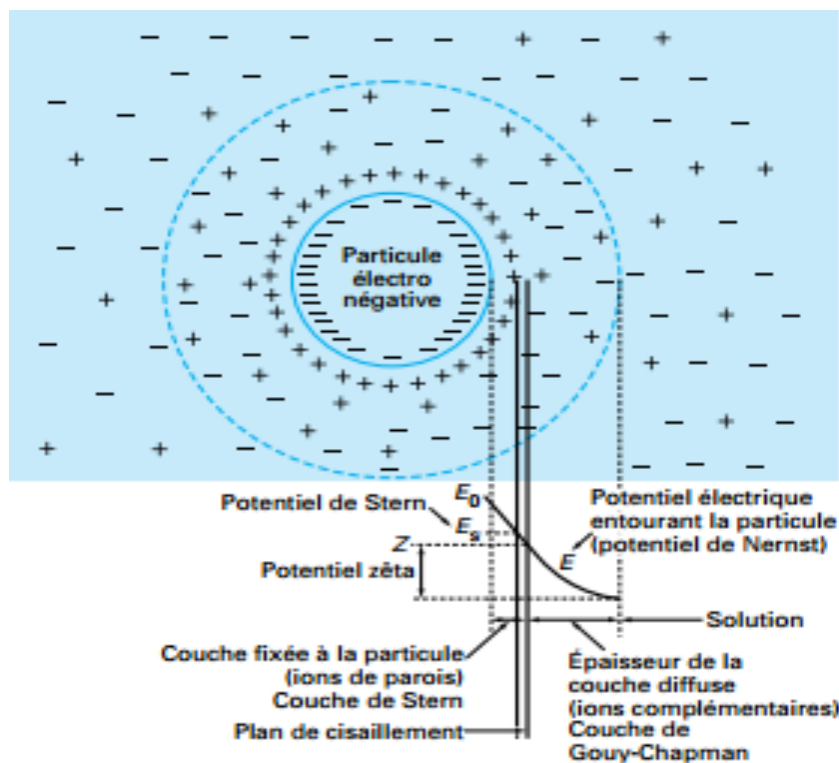 Particule
électro
négative
Potentiel de Stern
E0
Es
Z
Potentiel zêta
E
Potentiel électrique
entourant la particule
(potentiel de Nernst)
Solution
Couche fixée à la particule
(ions de parois)
Couche de Stern
Plan de cisaillement
Épaisseur de la
couche diffuse
(ions complémentaires)
Couche de
Gouy-Chapman